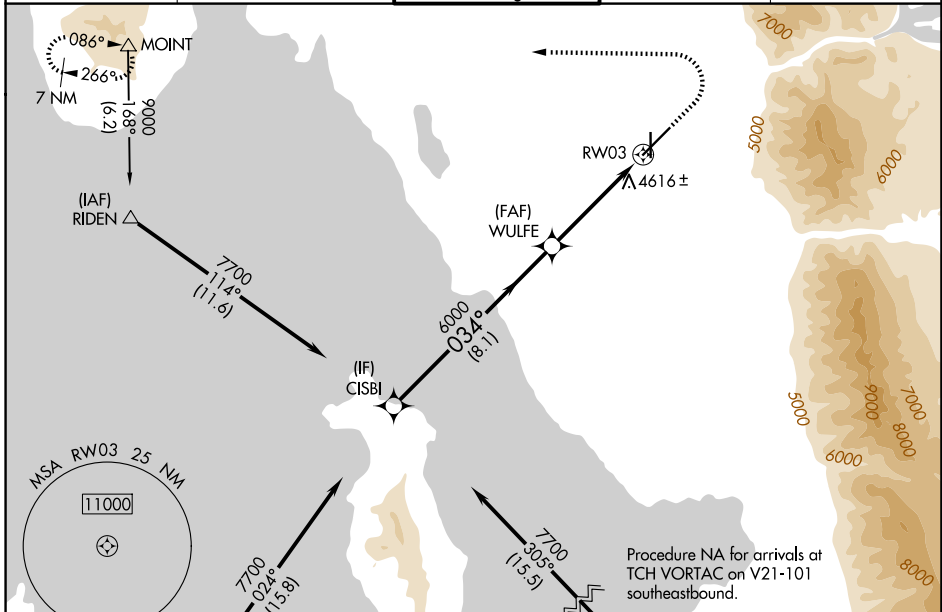 7000
086°
MOINT
266°
7 NM
9000
168°
(6.2)
5000
6000
RW03
4616 ±
(IAF)
RIDEN
(FAF)
WULFE
7700
114°
(11.6)
6000
034°
(8.1)
(IF)
CISBI
5000
9000
7000
8000
6000
MSA RW03 25 NM
11000
7700
024°
(15.8)
7700
305°
(15.5)
Procedure NA for arrivals at
TCH VORTAC on V21-101
southeastbound.
8000